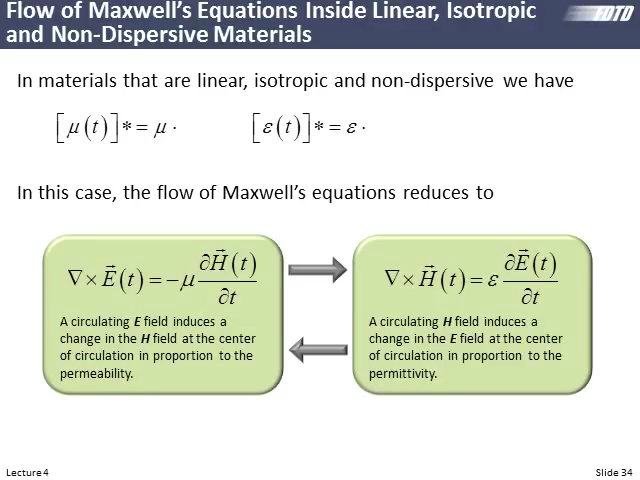 Flow of Maxwell's Equations Inside Linear, Isotropic
and Non-Dispersive Materials
FDTD
In materials that are linear, isotropic and non-dispersive we have
[μ(t)]* = μ· [ε(t)]* = ε·
In this case, the flow of Maxwell's equations reduces to
∇×E⃗(t) = −μ ∂H⃗(t)/∂t
A circulating E field induces a
change in the H field at the center
of circulation in proportion to the
permeability.
∇×H⃗(t) = ε ∂E⃗(t)/∂t
A circulating H field induces a
change in the E field at the center
of circulation in proportion to the
permittivity.
Lecture 4
Slide 34